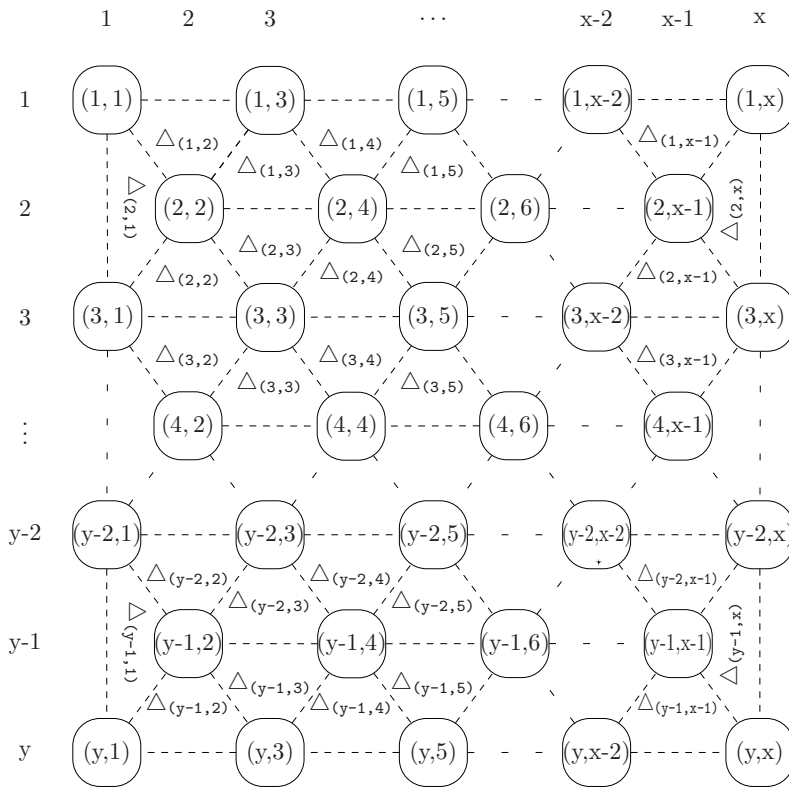 1 2 3 ⋯ x-2 x-1 x
1 (1, 1) (1, 3) (1, 5) (1,x-2) (1,x)
△(1,2) △(1,4) △(1,x-1)
△(1,3) △(1,5)
△(2,1) △(2,x)
2 (2, 2) (2, 4) (2, 6) (2,x-1)
△(2,3) △(2,5)
△(2,2) △(2,4) △(2,x-1)
3 (3, 1) (3, 3) (3, 5) (3,x-2) (3,x)
△(3,2) △(3,4) △(3,x-1)
△(3,3) △(3,5)
⋮ (4, 2) (4, 4) (4, 6) (4,x-1)
y-2 (y-2,1) (y-2,3) (y-2,5) (y-2,x-2) (y-2,x)
△(y-2,2) △(y-2,4) △(y-2,x-1)
△(y-2,3) △(y-2,5)
△(y-1,1) △(y-1,x)
y-1 (y-1,2) (y-1,4) (y-1,6) (y-1,x-1)
△(y-1,3) △(y-1,5)
△(y-1,2) △(y-1,4) △(y-1,x-1)
y (y,1) (y,3) (y,5) (y,x-2) (y,x)